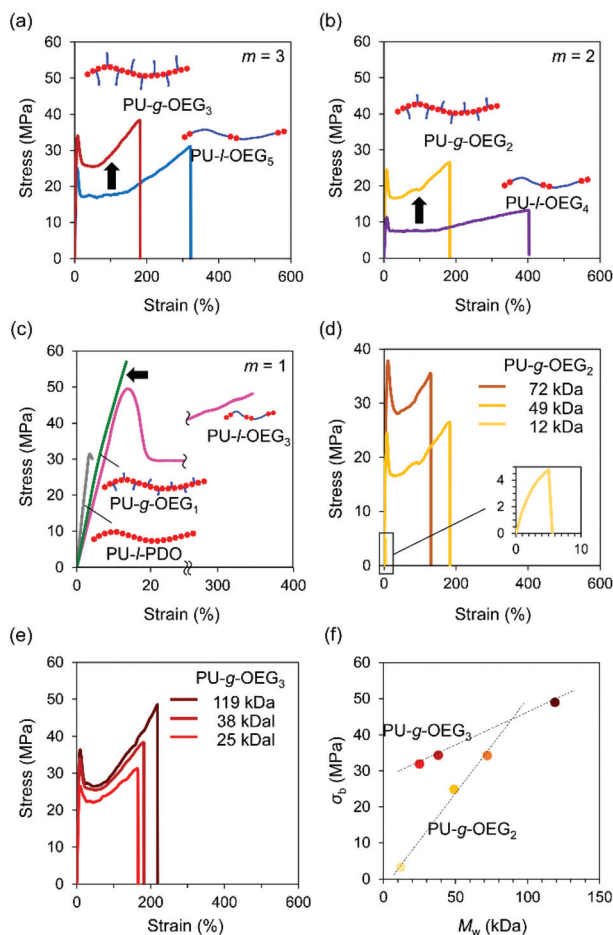 (a)
60
50
40
30
20
10
0
Stress (MPa)
m = 3
PU-g-OEG3
PU-l-OEG5
0 200 400 600
Strain (%)
(b)
60
50
40
30
20
10
0
Stress (MPa)
m = 2
PU-g-OEG2
PU-l-OEG4
0 200 400 600
Strain (%)
(c)
60
50
40
30
20
10
0
Stress (MPa)
m = 1
PU-l-OEG3
PU-g-OEG1
PU-l-PDO
0 20 200 400
Strain (%)
(d)
40
30
20
10
0
Stress (MPa)
PU-g-OEG2
72 kDa
49 kDa
12 kDa
4
2
0
0 10
0 200 400 600
Strain (%)
(e)
60
50
40
30
20
10
0
Stress (MPa)
PU-g-OEG3
119 kDa
38 kDal
25 kDal
0 200 400 600
Strain (%)
(f)
60
50
40
30
20
10
0
σb (MPa)
PU-g-OEG3
PU-g-OEG2
0 50 100 150
Mw (kDa)